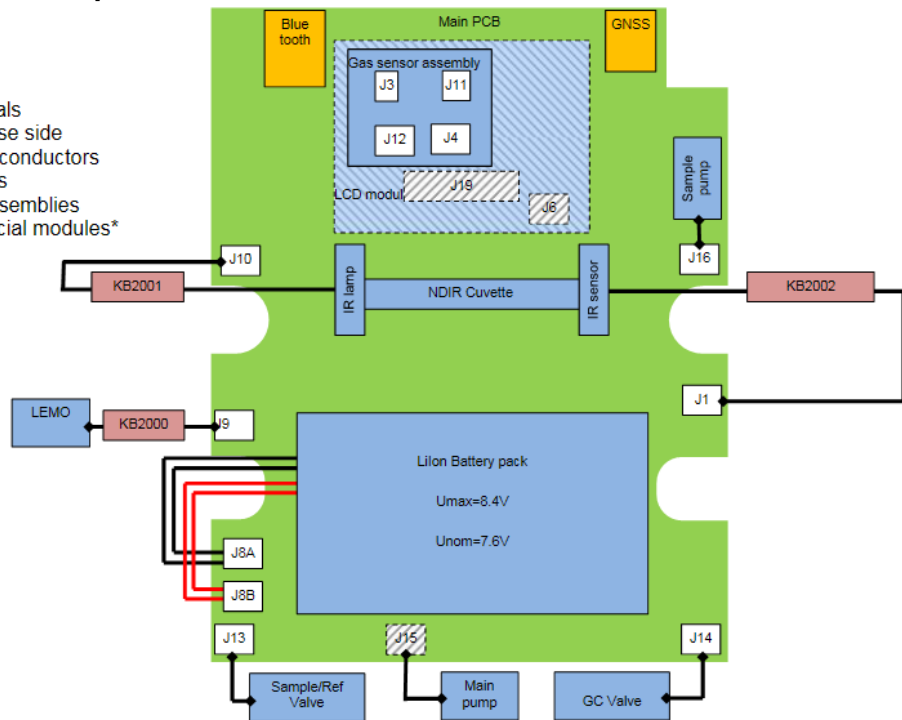 Main PCB
Blue
tooth
GNSS
Gas sensor assembly
J3
J11
J12
J4
J19
LCD modul
J6
als
se side
conductors
s
semblies
cial modules*
Sample
pump
J10
J16
KB2001
IR lamp
NDIR Cuvette
IR sensor
KB2002
J1
LEMO
KB2000
J9
LiIon Battery pack
Umax=8.4V
Unom=7.6V
J8A
J8B
J13
J15
J14
Sample/Ref
Valve
Main
pump
GC Valve